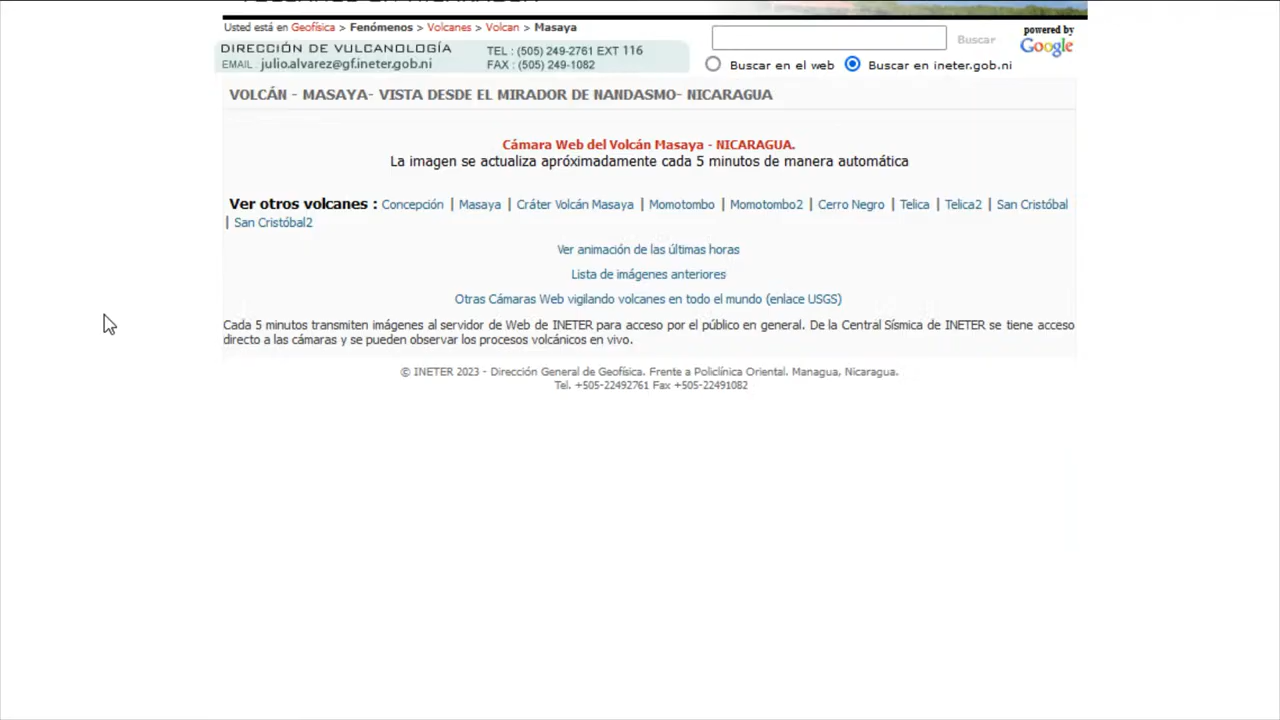 Usted está en Geofísica > Fenómenos > Volcanes > Volcan > Masaya
DIRECCIÓN DE VULCANOLOGÍA
EMAIL : julio.alvarez@gf.ineter.gob.ni
TEL : (505) 249-2761 EXT 116
FAX : (505) 249-1082
Buscar
powered by
Google
Buscar en el web
Buscar en ineter.gob.ni
VOLCÁN - MASAYA- VISTA DESDE EL MIRADOR DE NANDASMO- NICARAGUA
Cámara Web del Volcán Masaya - NICARAGUA.
La imagen se actualiza apróximadamente cada 5 minutos de manera automática
Ver otros volcanes : Concepción | Masaya | Cráter Volcán Masaya | Momotombo | Momotombo2 | Cerro Negro | Telica | Telica2 | San Cristóbal
| San Cristóbal2
Ver animación de las últimas horas
Lista de imágenes anteriores
Otras Cámaras Web vigilando volcanes en todo el mundo (enlace USGS)
Cada 5 minutos transmiten imágenes al servidor de Web de INETER para acceso por el público en general. De la Central Sísmica de INETER se tiene acceso
directo a las cámaras y se pueden observar los procesos volcánicos en vivo.
© INETER 2023 - Dirección General de Geofísica. Frente a Policlínica Oriental. Managua, Nicaragua.
Tel. +505-22492761 Fax +505-22491082